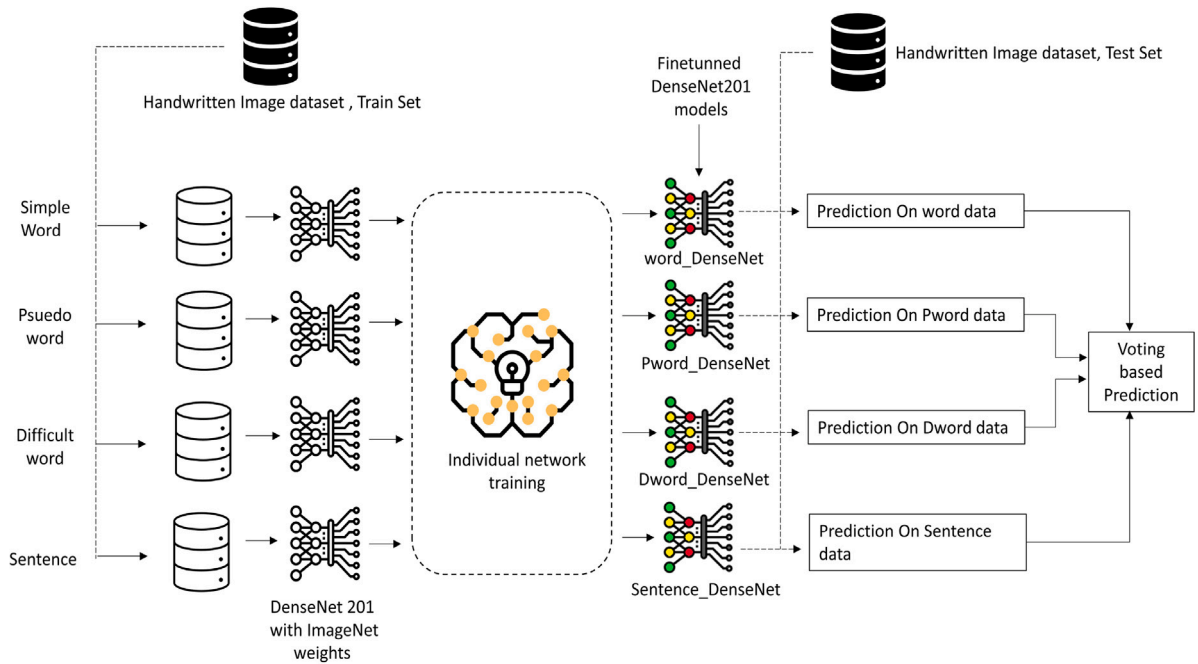 Handwritten Image dataset , Train Set
Finetunned
DenseNet201
models
Handwritten Image dataset, Test Set
Simple
Word
Psuedo
word
Difficult
word
Sentence
DenseNet 201
with ImageNet
weights
Individual network
training
word_DenseNet
Pword_DenseNet
Dword_DenseNet
Sentence_DenseNet
Prediction On word data
Prediction On Pword data
Prediction On Dword data
Prediction On Sentence
data
Voting
based
Prediction